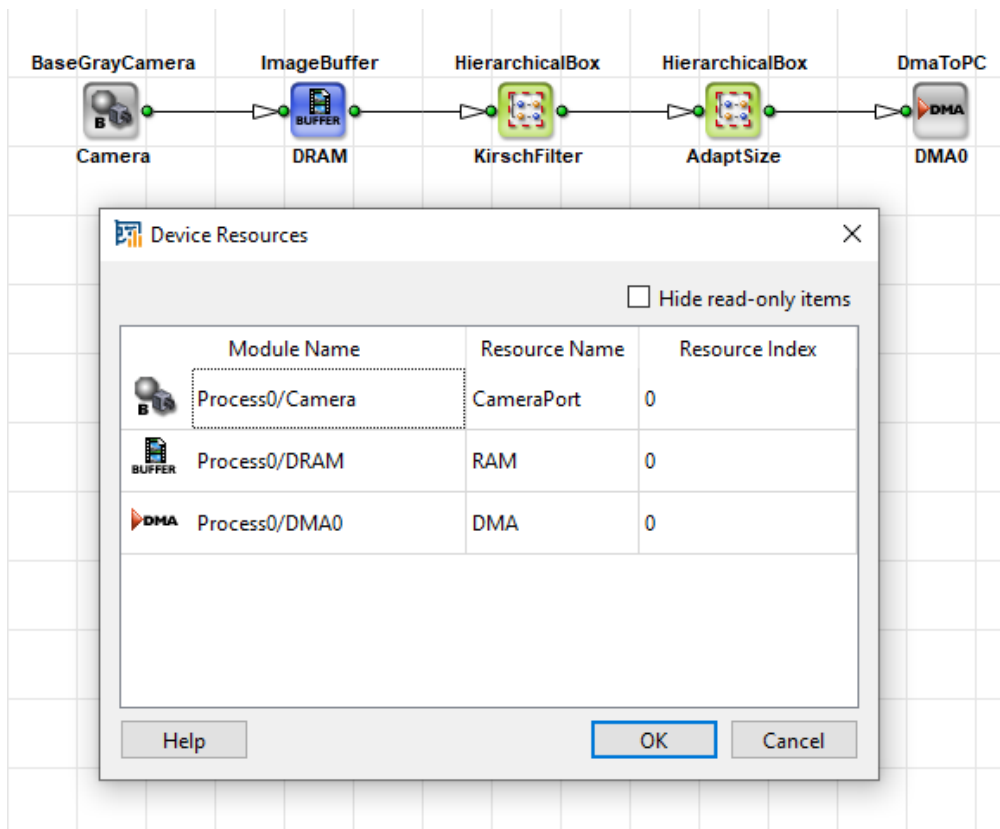 BaseGrayCamera ImageBuffer HierarchicalBox HierarchicalBox DmaToPC
B BUFFER DMA
Camera DRAM KirschFilter AdaptSize DMA0
Device Resources
Hide read-only items
Module Name Resource Name Resource Index
B Process0/Camera CameraPort 0
BUFFER Process0/DRAM RAM 0
DMA Process0/DMA0 DMA 0
Help OK Cancel